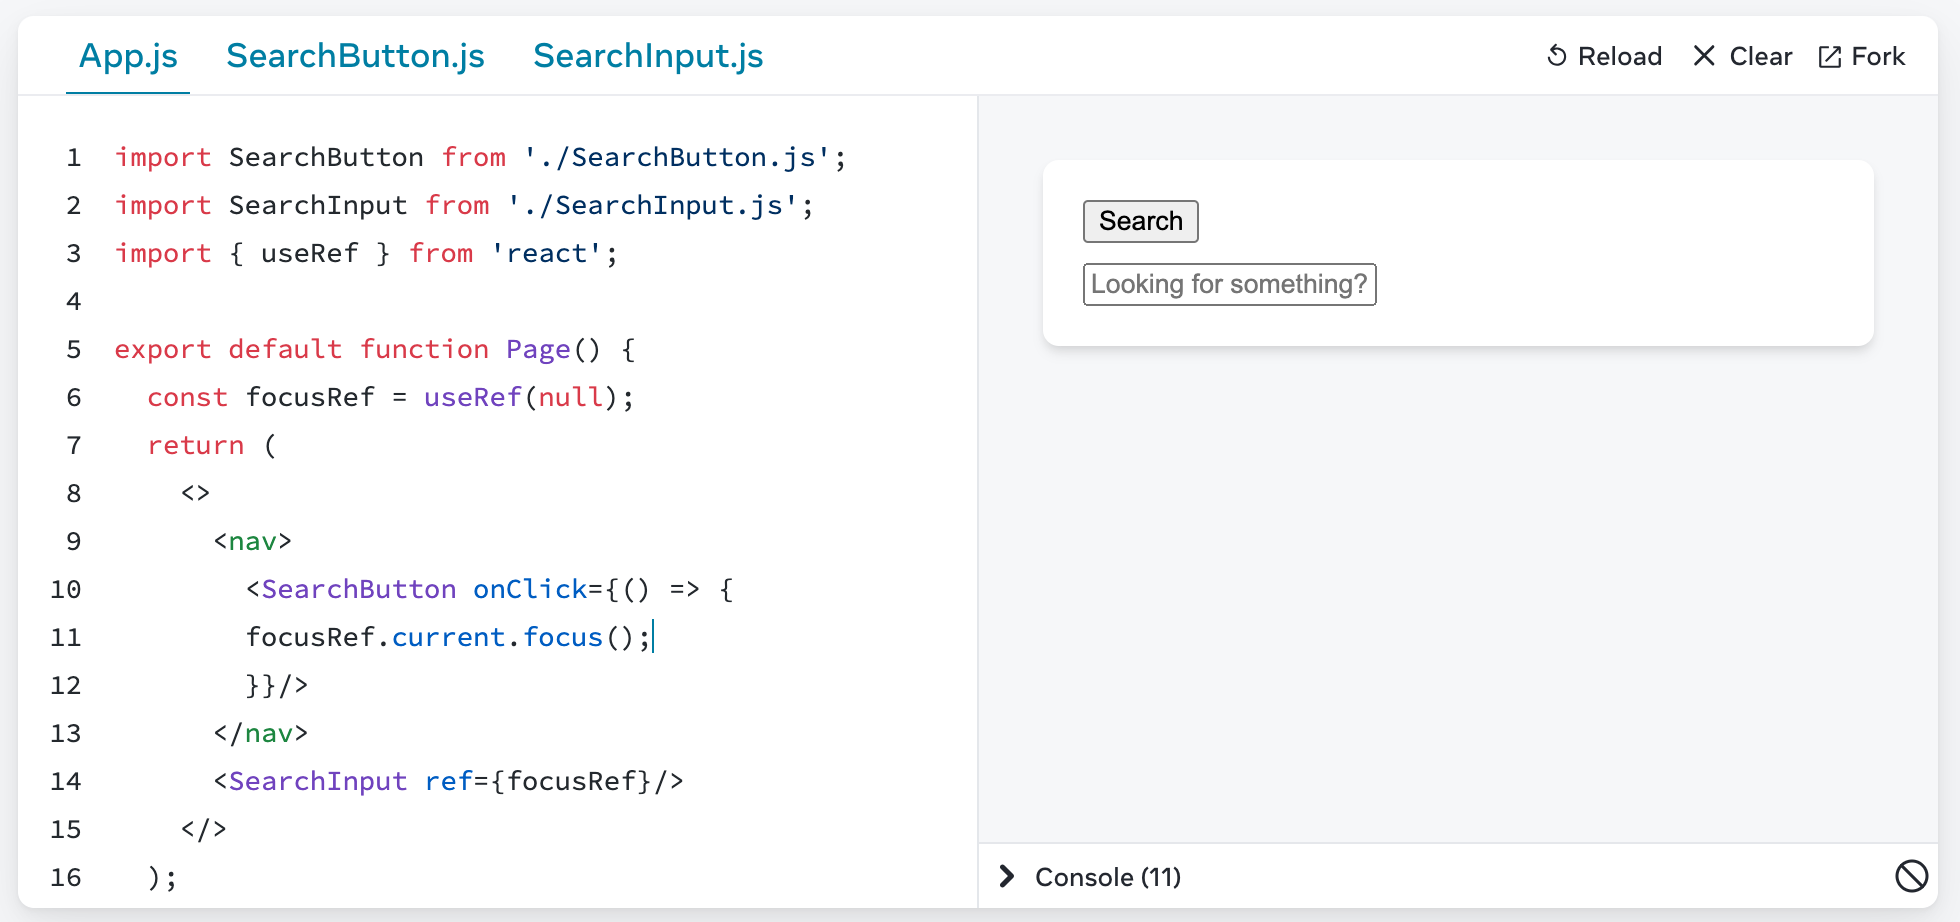 App.js SearchButton.js SearchInput.js Reload Clear Fork
1 import SearchButton from './SearchButton.js';
2 import SearchInput from './SearchInput.js';
3 import { useRef } from 'react';
4
5 export default function Page() {
6   const focusRef = useRef(null);
7   return (
8     <>
9       <nav>
10         <SearchButton onClick={() => {
11         focusRef.current.focus();
12         }}/>
13       </nav>
14       <SearchInput ref={focusRef}/>
15     </>
16   );
Search
Looking for something?
Console (11)